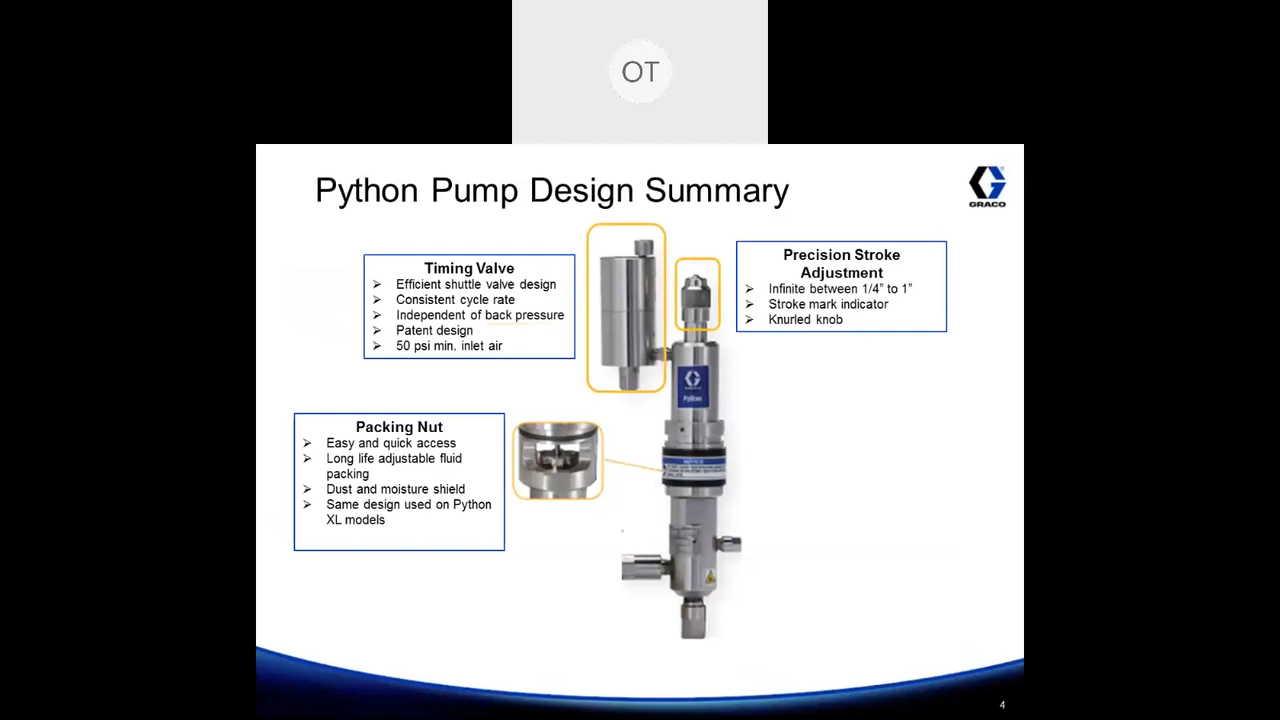 OT
Python Pump Design Summary
GRACO
Timing Valve
➢ Efficient shuttle valve design
➢ Consistent cycle rate
➢ Independent of back pressure
➢ Patent design
➢ 50 psi min. inlet air
Precision Stroke
Adjustment
➢ Infinite between 1/4” to 1”
➢ Stroke mark indicator
➢ Knurled knob
Python
Packing Nut
➢ Easy and quick access
➢ Long life adjustable fluid
packing
➢ Dust and moisture shield
➢ Same design used on Python
XL models
NOTICE
4